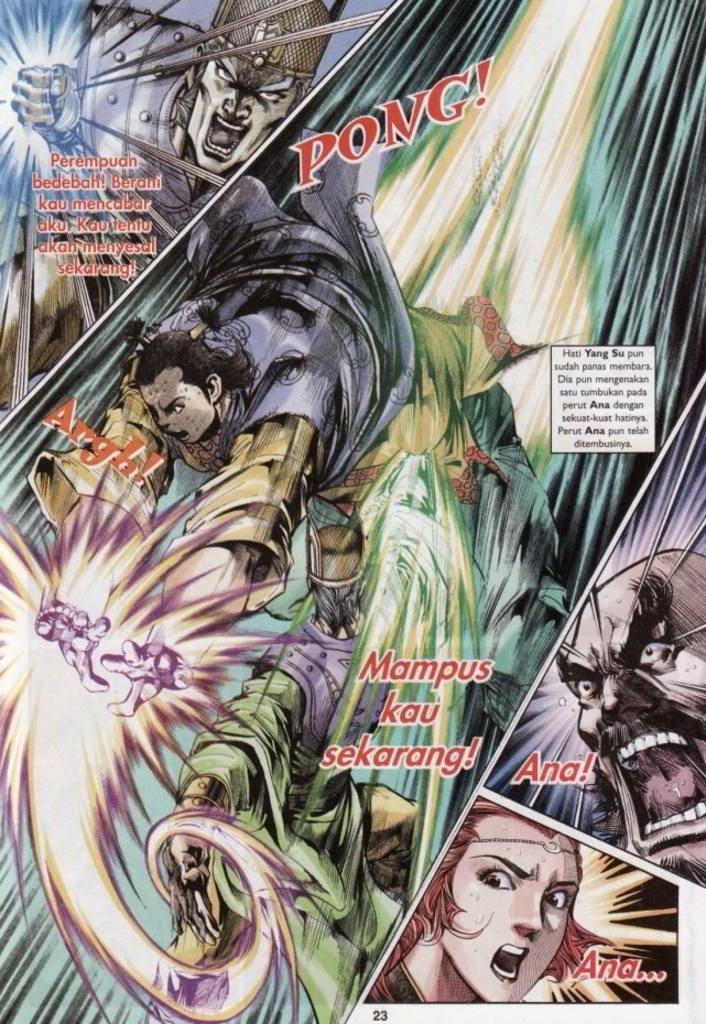 Perempuan
bedebah! Berani
kau mencabar
aku. Kau tentu
akan menyesal
sekarang!
PONG!
Hati Yang Su pun
sudah panas membara.
Dia pun mengenakan
satu tumbukan pada
perut Ana dengan
sekuat-kuat hatinya.
Perut Ana pun telah
ditembusinya.
Argh!
Mampus
kau
sekarang!
Ana!
Ana...
23